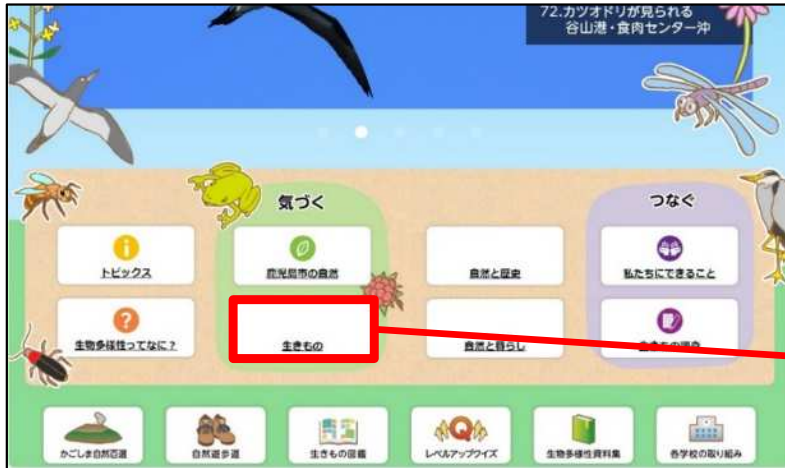 72.カツオドリが見られる
谷山港・食肉センター沖
気づく
つなぐ
トピックス
鹿児島市の自然
自然と歴史
私たちにできること
生物多様性ってなに？
生きもの
自然と暮らし
かごしま自然百選
自然遊歩道
生きもの図鑑
レベルアップクイズ
生物多様性資料集
各学校の取り組み